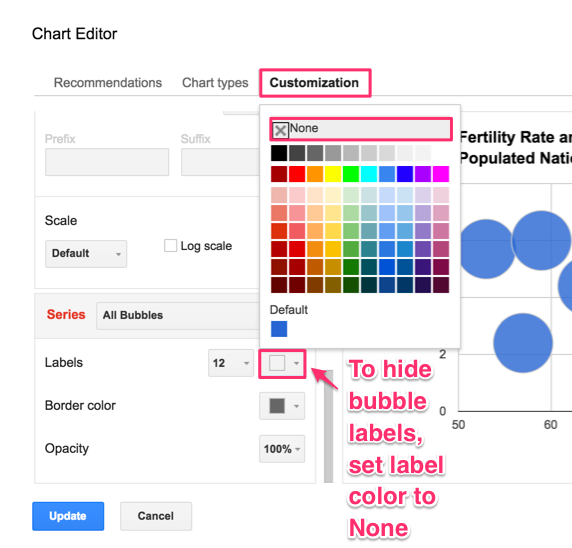 Chart Editor
Recommendations Chart types Customization
None
Prefix Suffix
Fertility Rate
Populated
Scale
Default Log scale
Default
Series All Bubbles
Labels 12
2
Border color
0
50 60
Opacity 100%
To hide
bubble
labels,
set label
color to
None
Update Cancel